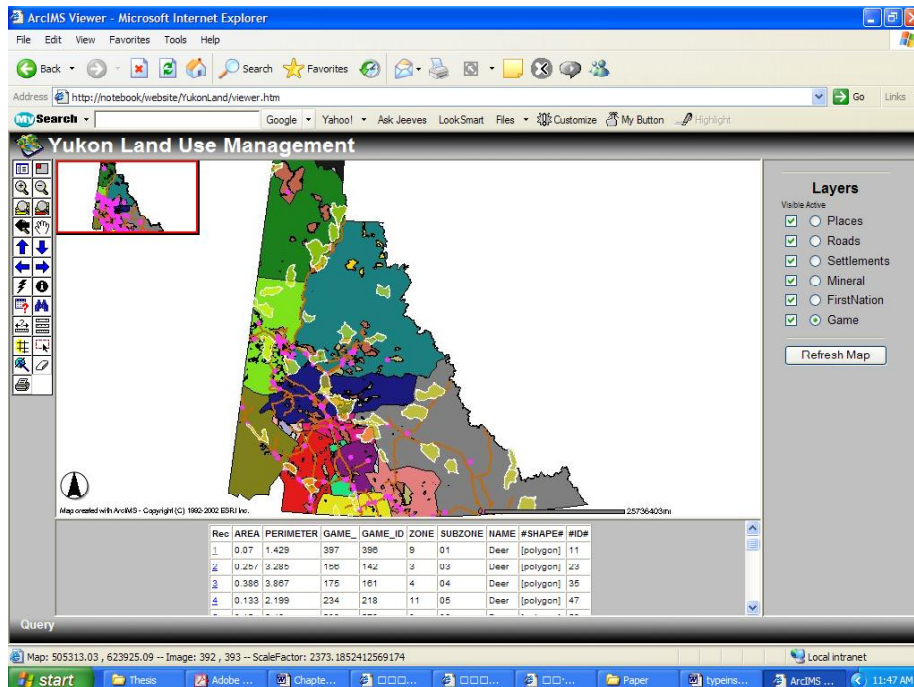 ArcIMS Viewer - Microsoft Internet Explorer
File Edit View Favorites Tools Help
Back Search Favorites
Address http://notebook/website/YukonLand/viewer.htm Go Links
My Search Google Yahoo! Ask Jeeves LookSmart Files Customize My Button Highlight
Yukon Land Use Management
Layers
Visible Active
Places
Roads
Settlements
Mineral
FirstNation
Game
Refresh Map
Map created with ArcIMS - Copyright (C) 1992-2002 ESRI Inc.
25736403mi
Rec AREA PERIMETER GAME_ GAME_ID ZONE SUBZONE NAME #SHAPE# #ID#
1 0.07 1.429 397 396 9 01 Deer [polygon] 11
2 0.257 3.285 156 142 3 03 Deer [polygon] 23
3 0.386 3.867 175 161 4 04 Deer [polygon] 35
4 0.133 2.199 234 218 11 05 Deer [polygon] 47
Query
Map: 505313.03 , 623925.09 -- Image: 392 , 393 -- ScaleFactor: 2373.1852412569174 Local intranet
start Thesis Adobe ... Chapte... Paper typeins... ArcIMS ... 11:47 AM